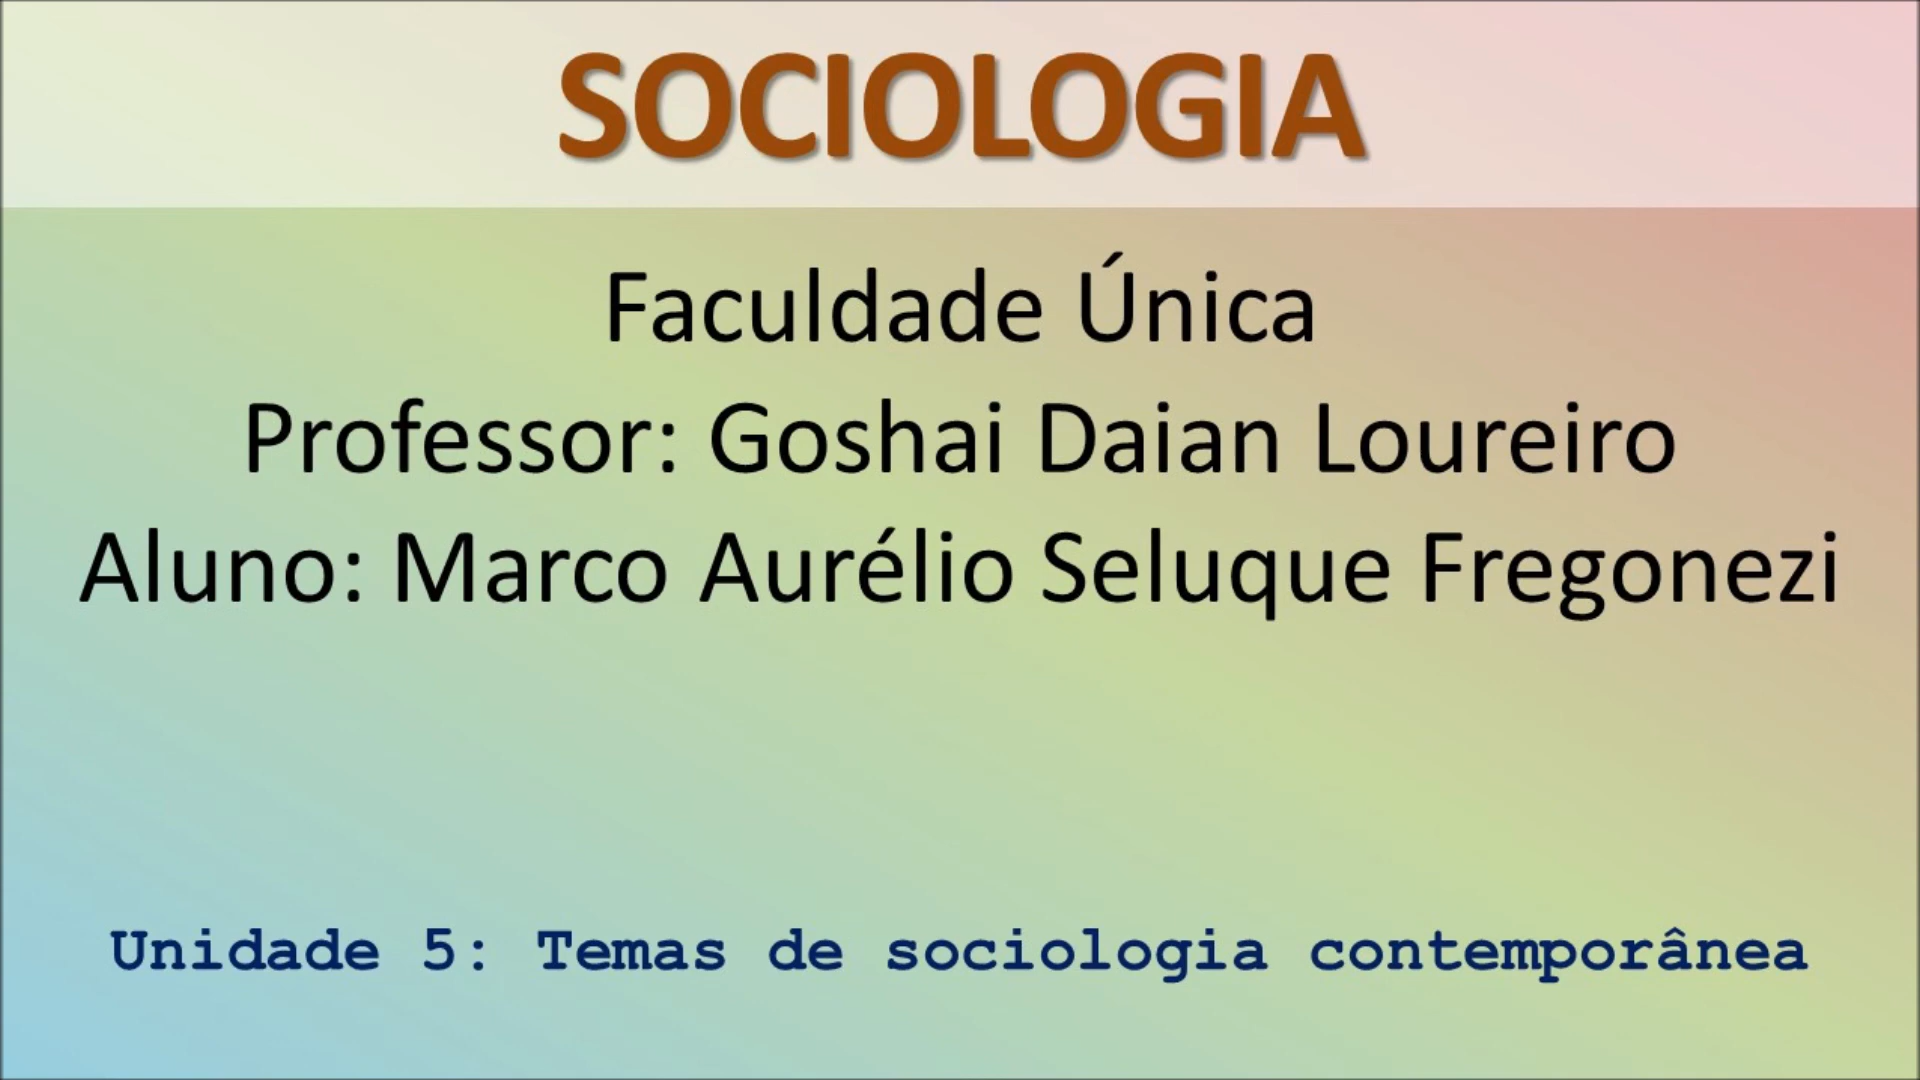 SOCIOLOGIA
Faculdade Única
Professor: Goshai Daian Loureiro
Aluno: Marco Aurélio Seluque Fregonezi
Unidade 5: Temas de sociologia contemporânea